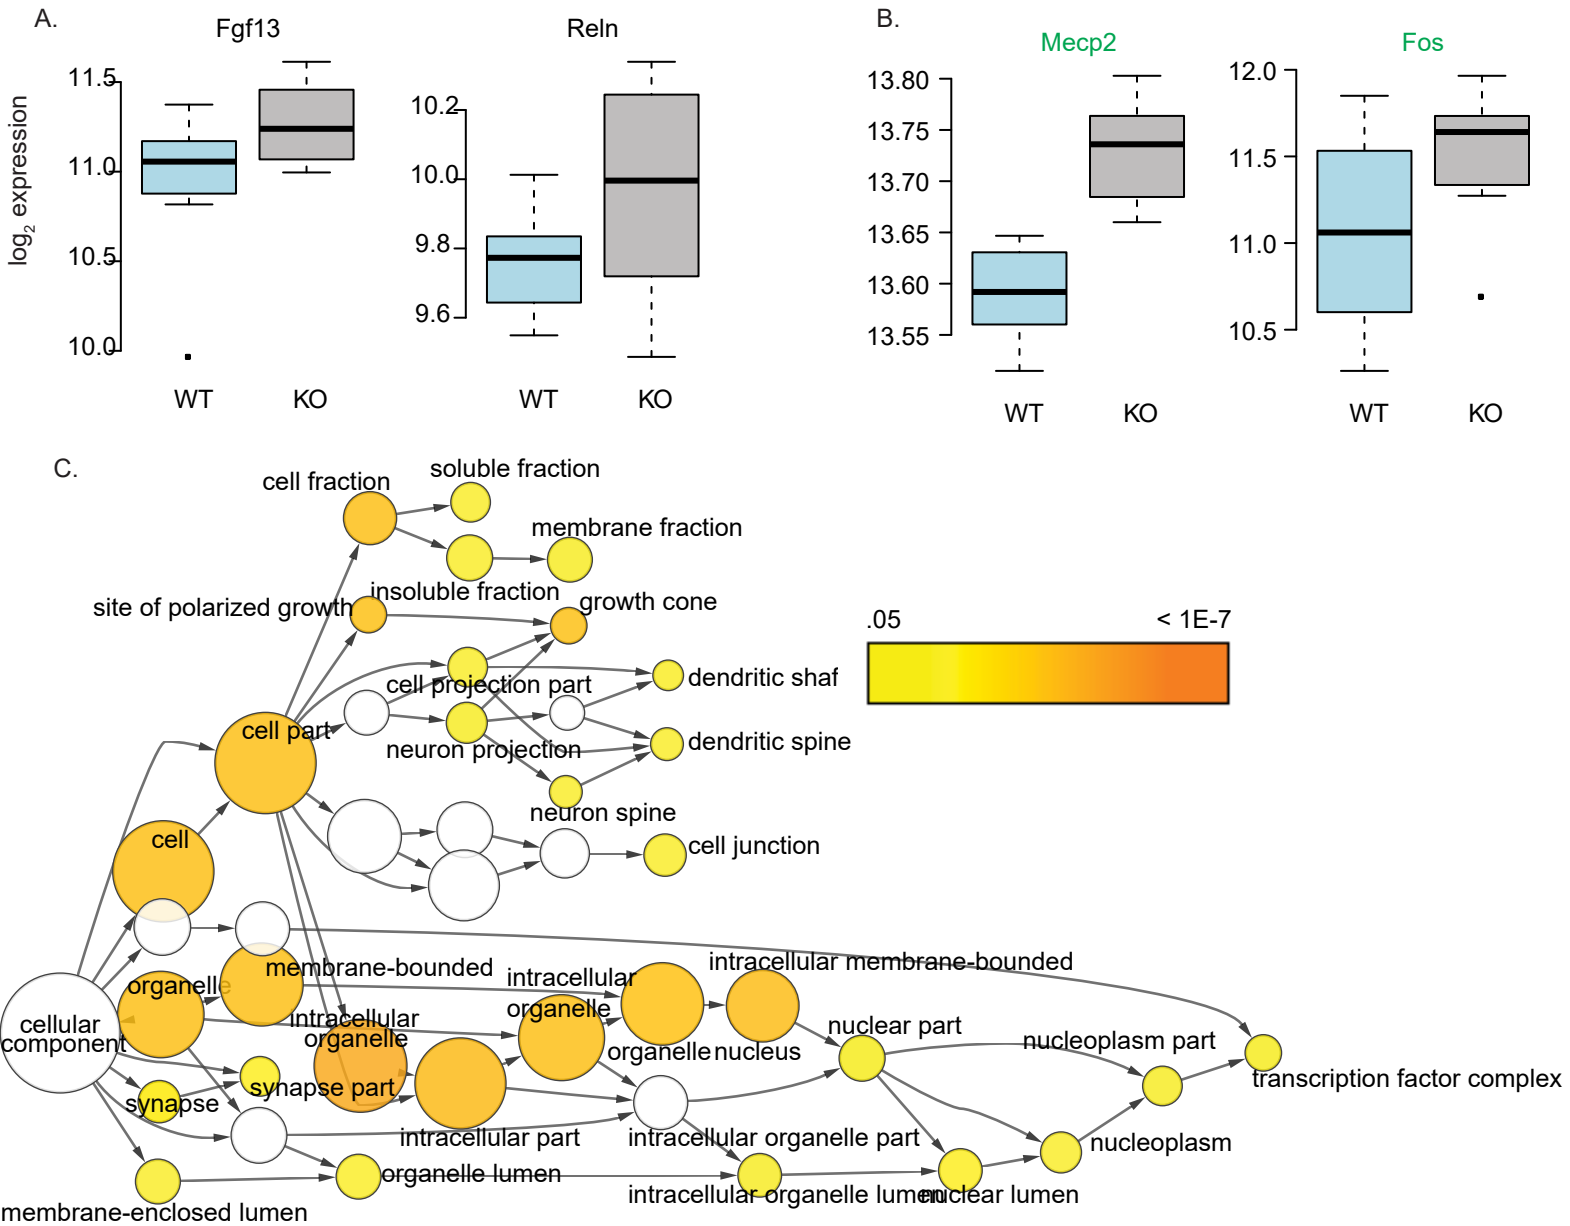 A.
Fgf13
Reln
log2 expression
11.5
11.0
10.5
10.0
10.2
10.0
9.8
9.6
WT
KO
WT
KO
B.
Mecp2
Fos
13.80
13.75
13.70
13.65
13.60
13.55
12.0
11.5
11.0
10.5
WT
KO
WT
KO
C.
cell fraction
soluble fraction
membrane fraction
insoluble fraction
site of polarized growth
growth cone
.05
< 1E-7
cell projection part
dendritic shaf
cell part
neuron projection
dendritic spine
neuron spine
cell
cell junction
membrane-bounded
organelle
intracellular
organelle
intracellular membrane-bounded
organelle
cellular
component
intracellular
organelle
nucleus
nuclear part
nucleoplasm part
transcription factor complex
synapse part
synapse
intracellular part
intracellular organelle part
nucleoplasm
organelle lumen
intracellular organelle lumen
nuclear lumen
membrane-enclosed lumen